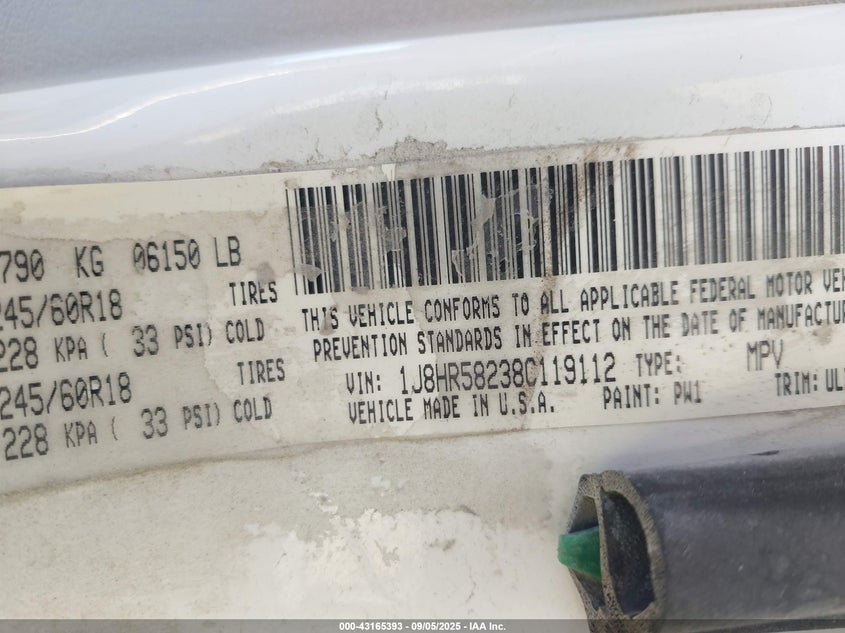 790 KG 06150 LB
245/60R18 TIRES
228 KPA ( 33 PSI) COLD
245/60R18 TIRES
228 KPA ( 33 PSI) COLD
THIS VEHICLE CONFORMS TO ALL APPLICABLE FEDERAL MOTOR VEH
PREVENTION STANDARDS IN EFFECT ON THE DATE OF MANUFACTUR
VIN: 1J8HR58238C119112 TYPE: MPV
VEHICLE MADE IN U.S.A. PAINT: PW1 TRIM: UL
000-43165393 - 09/05/2025 - IAA Inc.